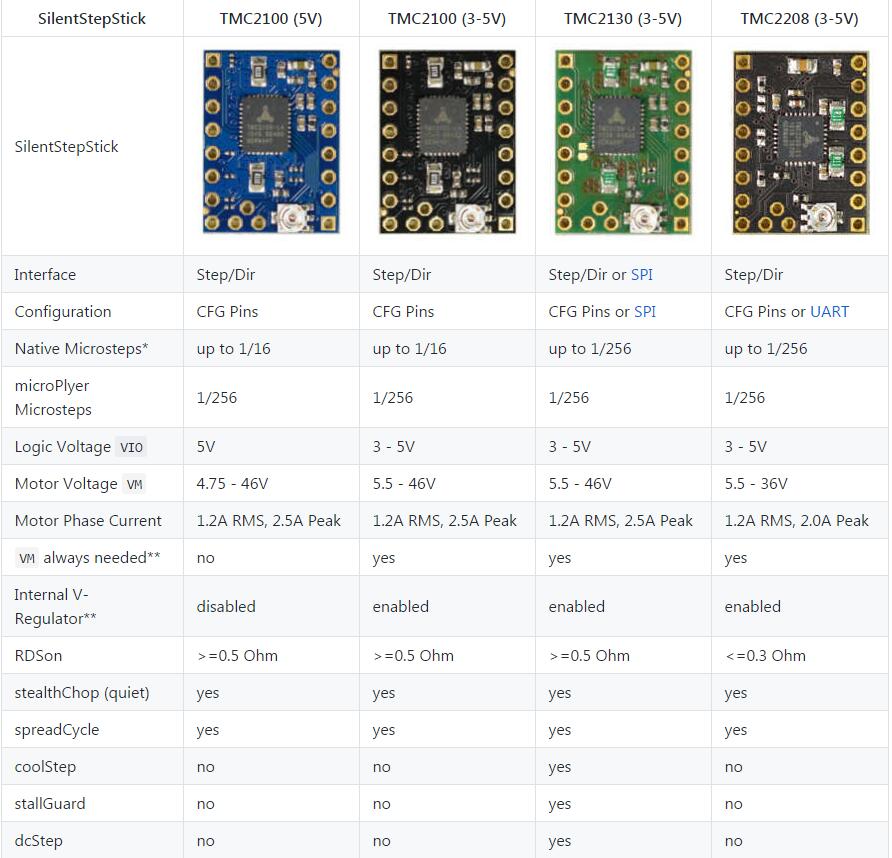 SilentStepStick TMC2100 (5V) TMC2100 (3-5V) TMC2130 (3-5V) TMC2208 (3-5V)
SilentStepStick
Interface Step/Dir Step/Dir Step/Dir or SPI Step/Dir
Configuration CFG Pins CFG Pins CFG Pins or SPI CFG Pins or UART
Native Microsteps* up to 1/16 up to 1/16 up to 1/256 up to 1/256
microPlyer
Microsteps 1/256 1/256 1/256 1/256
Logic Voltage VIO 5V 3 - 5V 3 - 5V 3 - 5V
Motor Voltage VM 4.75 - 46V 5.5 - 46V 5.5 - 46V 5.5 - 36V
Motor Phase Current 1.2A RMS, 2.5A Peak 1.2A RMS, 2.5A Peak 1.2A RMS, 2.5A Peak 1.2A RMS, 2.0A Peak
VM always needed** no yes yes yes
Internal V-
Regulator** disabled enabled enabled enabled
RDSon >=0.5 Ohm >=0.5 Ohm >=0.5 Ohm <=0.3 Ohm
stealthChop (quiet) yes yes yes yes
spreadCycle yes yes yes yes
coolStep no no yes no
stallGuard no no yes no
dcStep no no yes no